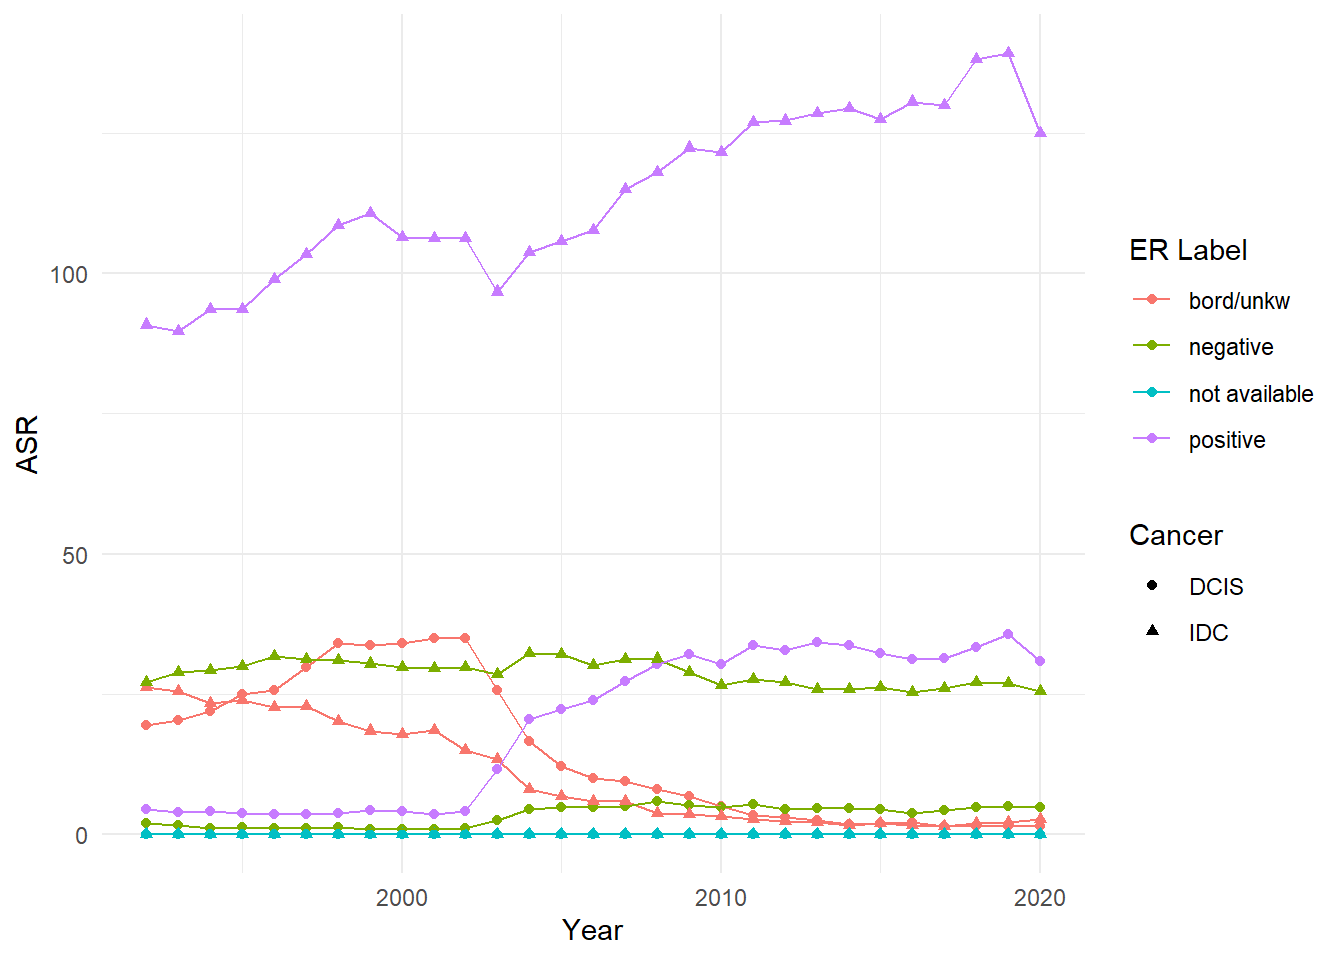 100
50
0
ASR
2000
2010
2020
Year
ER Label
bord/unkw
negative
not available
positive
Cancer
DCIS
IDC